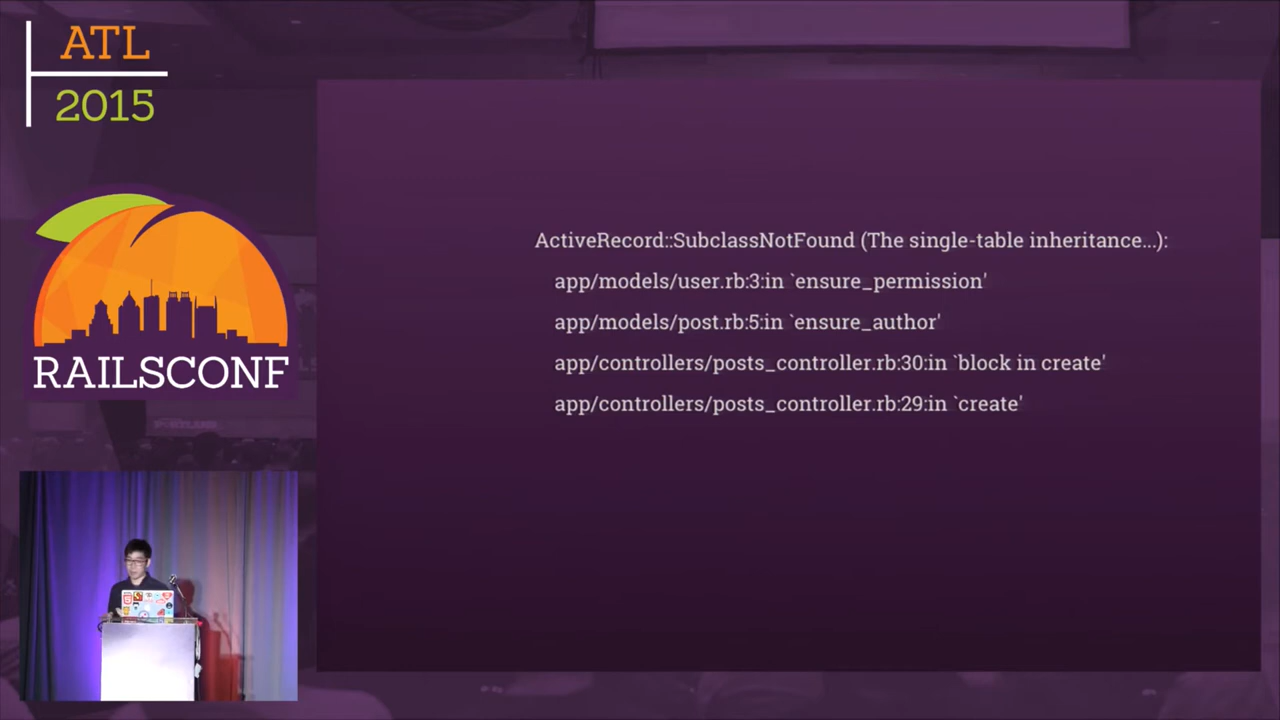 ATL
2015
RAILSCONF
ActiveRecord::SubclassNotFound (The single-table inheritance...):
app/models/user.rb:3:in `ensure_permission'
app/models/post.rb:5:in `ensure_author'
app/controllers/posts_controller.rb:30:in `block in create'
app/controllers/posts_controller.rb:29:in `create'